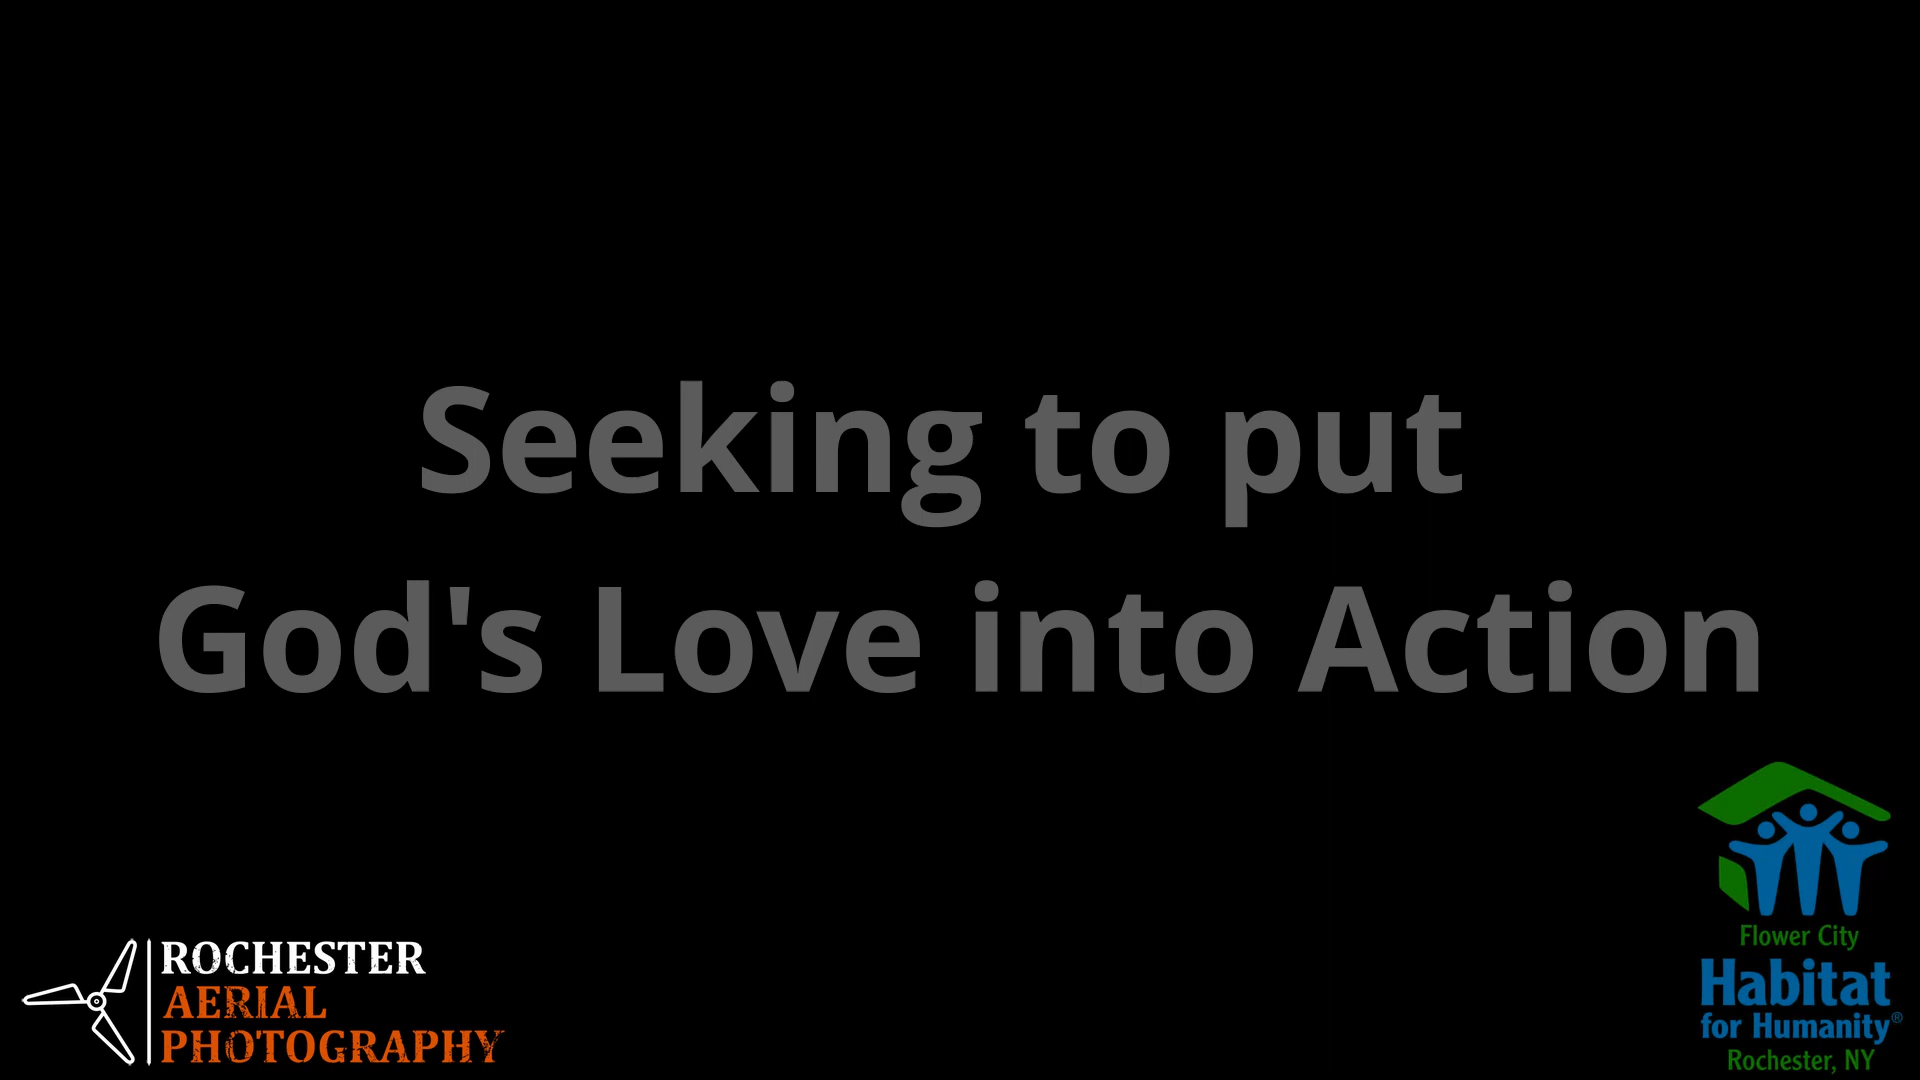 Seeking to put
God's Love into Action
ROCHESTER
AERIAL
PHOTOGRAPHY
Flower City
Habitat
for Humanity®
Rochester, NY